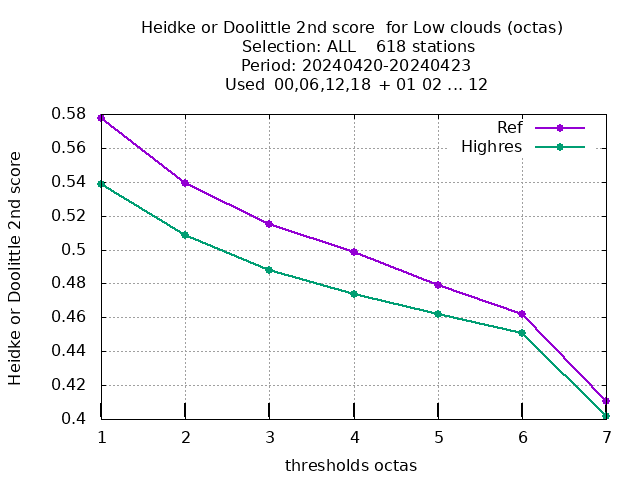 Heidke or Doolittle 2nd score  for Low clouds (octas)
Selection: ALL    618 stations
Period: 20240420-20240423
Used  00,06,12,18 + 01 02 ... 12
Heidke or Doolittle 2nd score
0.58
0.56
0.54
0.52
0.5
0.48
0.46
0.44
0.42
0.4
Ref
Highres
1 2 3 4 5 6 7
thresholds octas